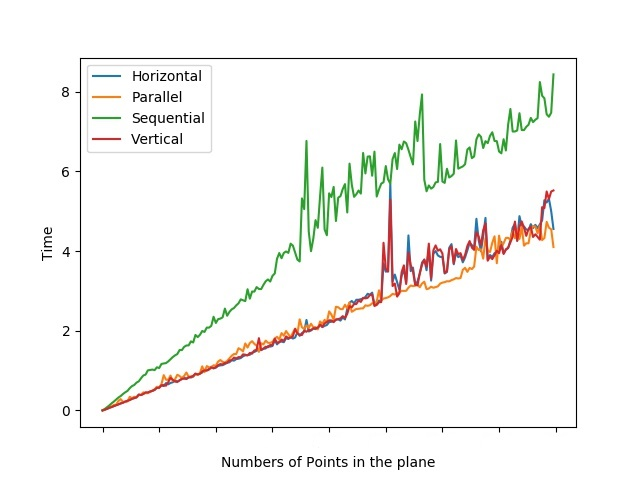 Horizontal
Parallel
Sequential
Vertical
8
6
4
2
0
Time
Numbers of Points in the plane